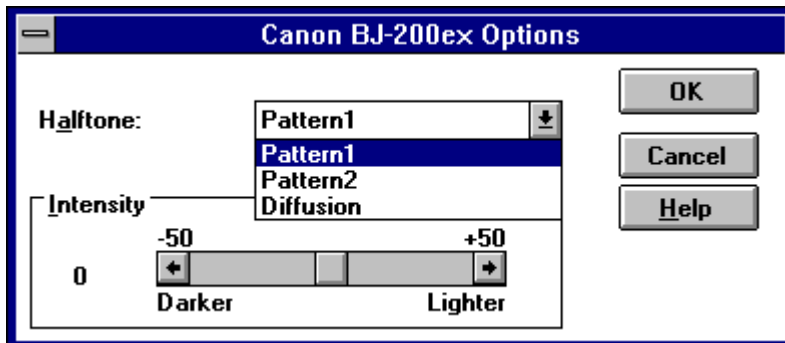 Canon BJ-200ex Options
Halftone:
Pattern1
OK
Pattern1
Pattern2
Diffusion
Cancel
Help
Intensity
-50 +50
0
Darker Lighter